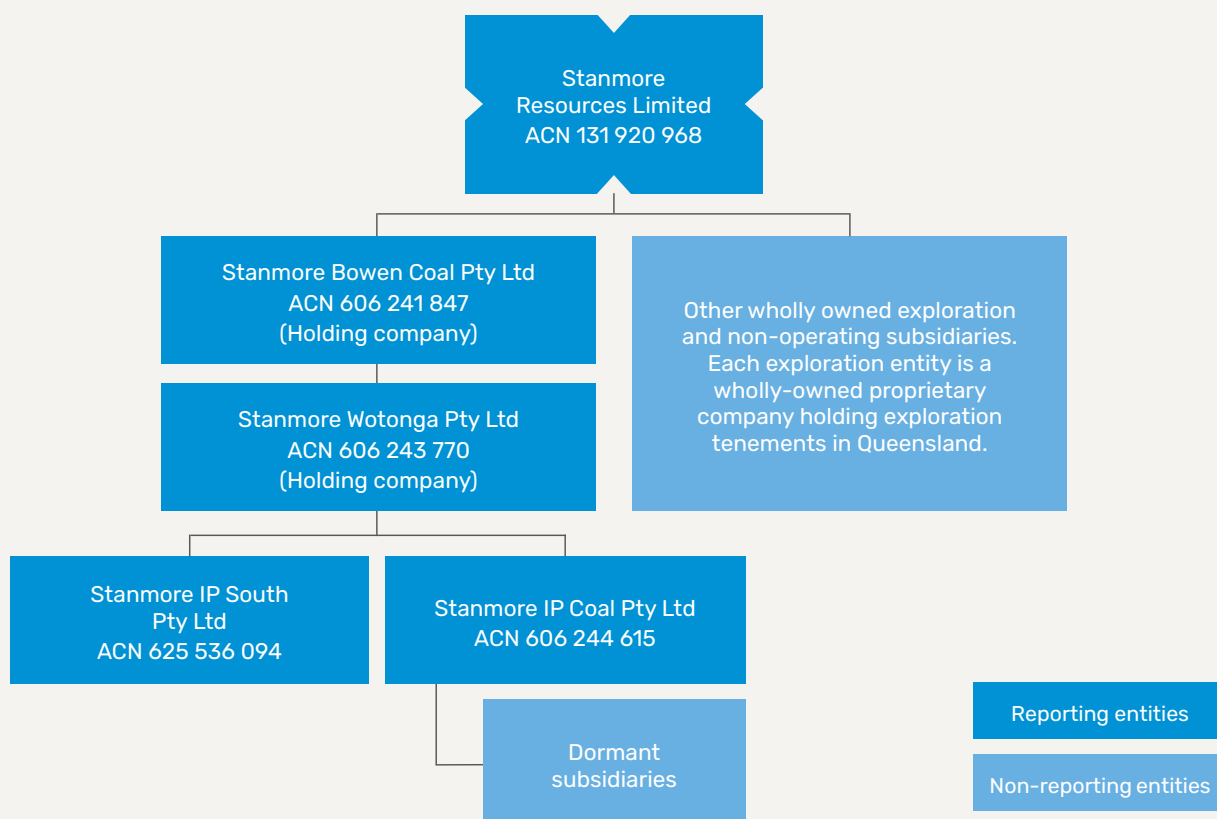 Stanmore
Resources Limited
ACN 131 920 968
Stanmore Bowen Coal Pty Ltd
ACN 606 241 847
(Holding company)
Other wholly owned exploration
and non-operating subsidiaries.
Each exploration entity is a
wholly-owned proprietary
company holding exploration
tenements in Queensland.
Stanmore Wotonga Pty Ltd
ACN 606 243 770
(Holding company)
Stanmore IP South
Pty Ltd
ACN 625 536 094
Stanmore IP Coal Pty Ltd
ACN 606 244 615
Dormant
subsidiaries
Reporting entities
Non-reporting entities